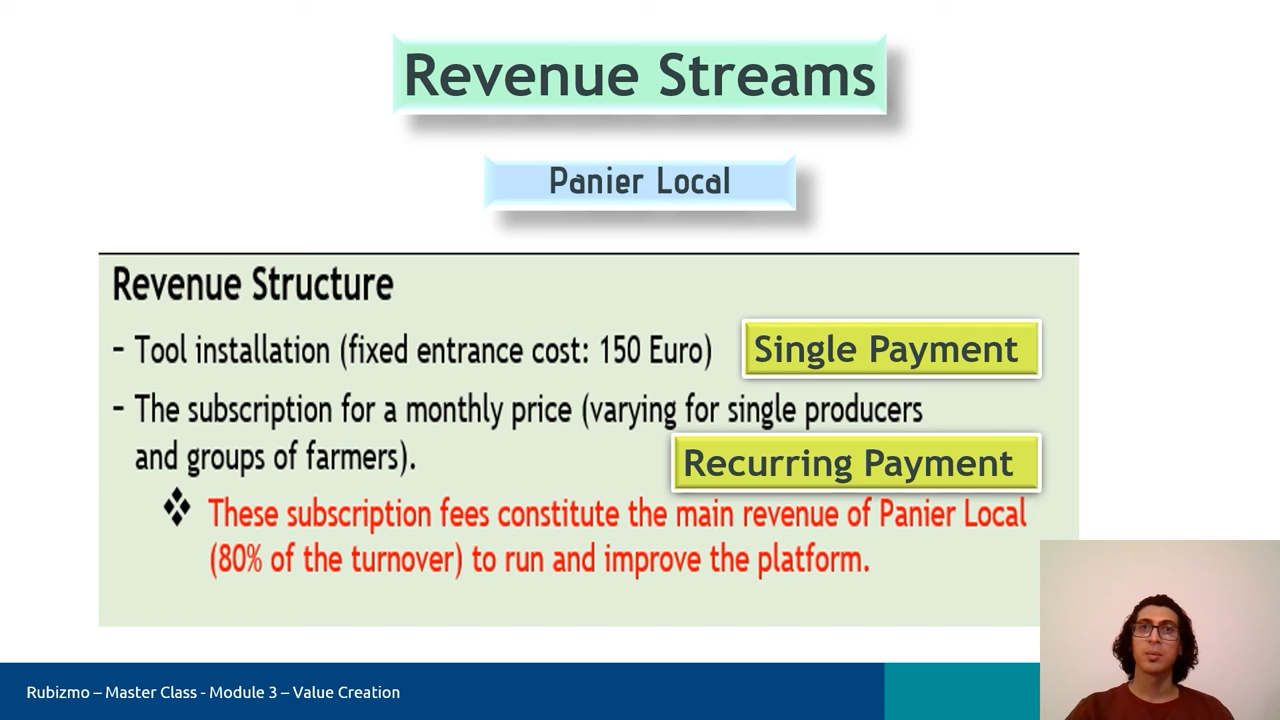 Revenue Streams
Panier Local
Revenue Structure
- Tool installation (fixed entrance cost: 150 Euro)
Single Payment
- The subscription for a monthly price (varying for single producers
and groups of farmers).
Recurring Payment
❖ These subscription fees constitute the main revenue of Panier Local
(80% of the turnover) to run and improve the platform.
Rubizmo – Master Class - Module 3 – Value Creation